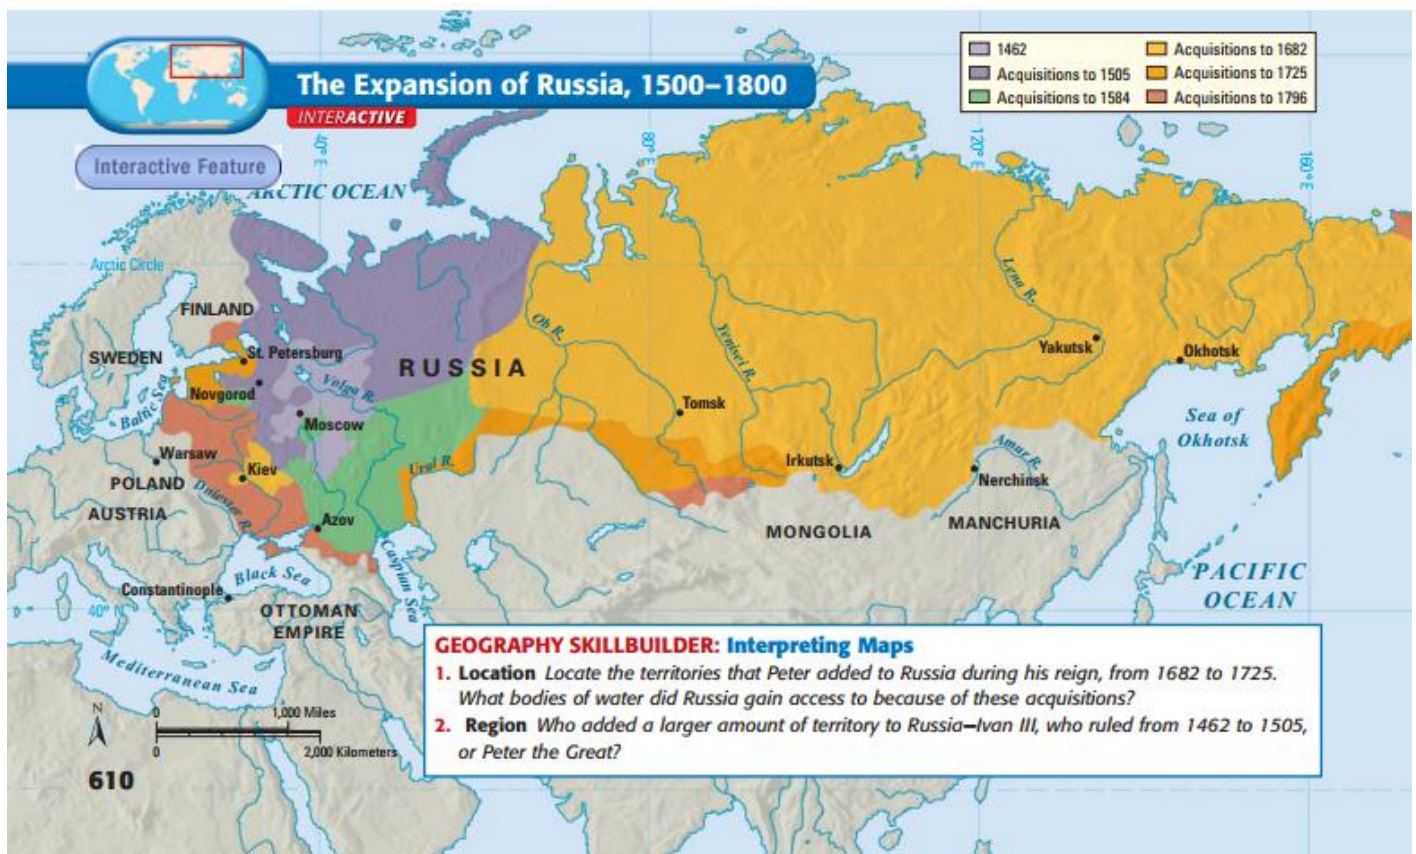 The Expansion of Russia, 1500–1800
INTERACTIVE
Interactive Feature
1462
Acquisitions to 1505
Acquisitions to 1584
Acquisitions to 1682
Acquisitions to 1725
Acquisitions to 1796
40° E
80° E
120° E
160° E
ARCTIC OCEAN
Arctic Circle
FINLAND
SWEDEN
St. Petersburg
RUSSIA
Ob R.
Yenisei R.
Lena R.
Yakutsk
Okhotsk
Novgorod
Volga R.
Baltic Sea
Moscow
Tomsk
Sea of
Okhotsk
Warsaw
Kiev
Ural R.
Irkutsk
Amur R.
POLAND
Dniester R.
Nerchinsk
AUSTRIA
Azov
MONGOLIA
MANCHURIA
Caspian Sea
Black Sea
Constantinople
PACIFIC
OCEAN
40° N
OTTOMAN
EMPIRE
Mediterranean Sea
N
0
1,000 Miles
0
2,000 Kilometers
610
GEOGRAPHY SKILLBUILDER: Interpreting Maps
1. Location Locate the territories that Peter added to Russia during his reign, from 1682 to 1725.
What bodies of water did Russia gain access to because of these acquisitions?
2. Region Who added a larger amount of territory to Russia—Ivan III, who ruled from 1462 to 1505,
or Peter the Great?